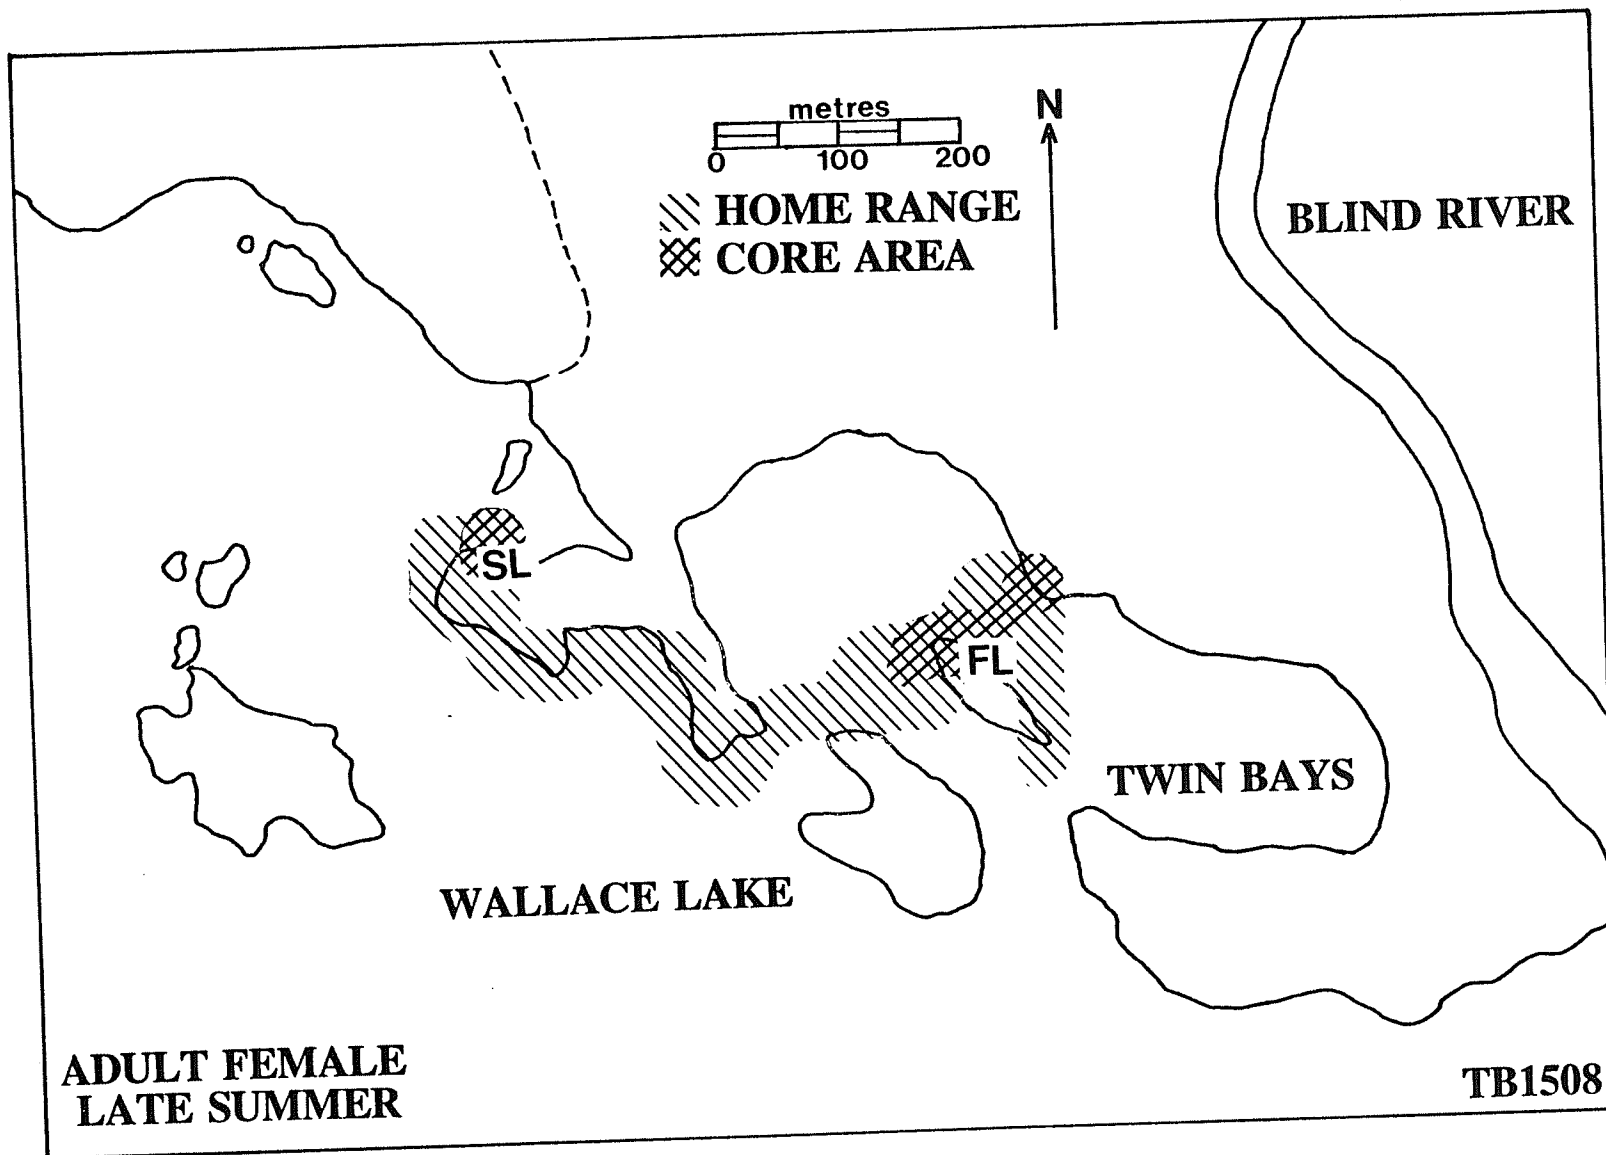 metres
0 100 200
N
HOME RANGE
CORE AREA
BLIND RIVER
SL
FL
TWIN BAYS
WALLACE LAKE
ADULT FEMALE
LATE SUMMER
TB1508